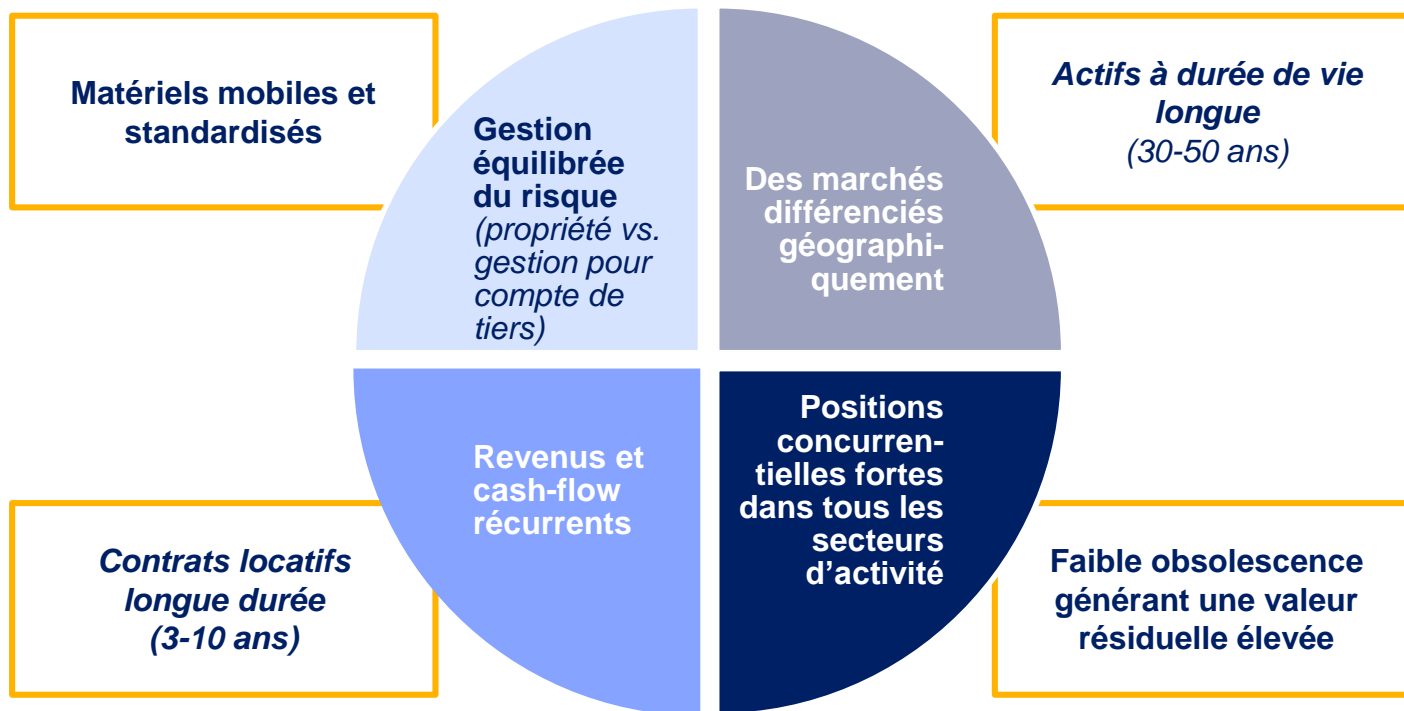 Matériels mobiles et
standardisés
Gestion
équilibrée
du risque
(propriété vs.
gestion pour
compte de
tiers)
Des marchés
différenciés
géographi-
quement
Actifs à durée de vie
longue
(30-50 ans)
Contrats locatifs
longue durée
(3-10 ans)
Revenus et
cash-flow
récurrents
Positions
concurren-
tielles fortes
dans tous les
secteurs
d’activité
Faible obsolescence
générant une valeur
résiduelle élevée